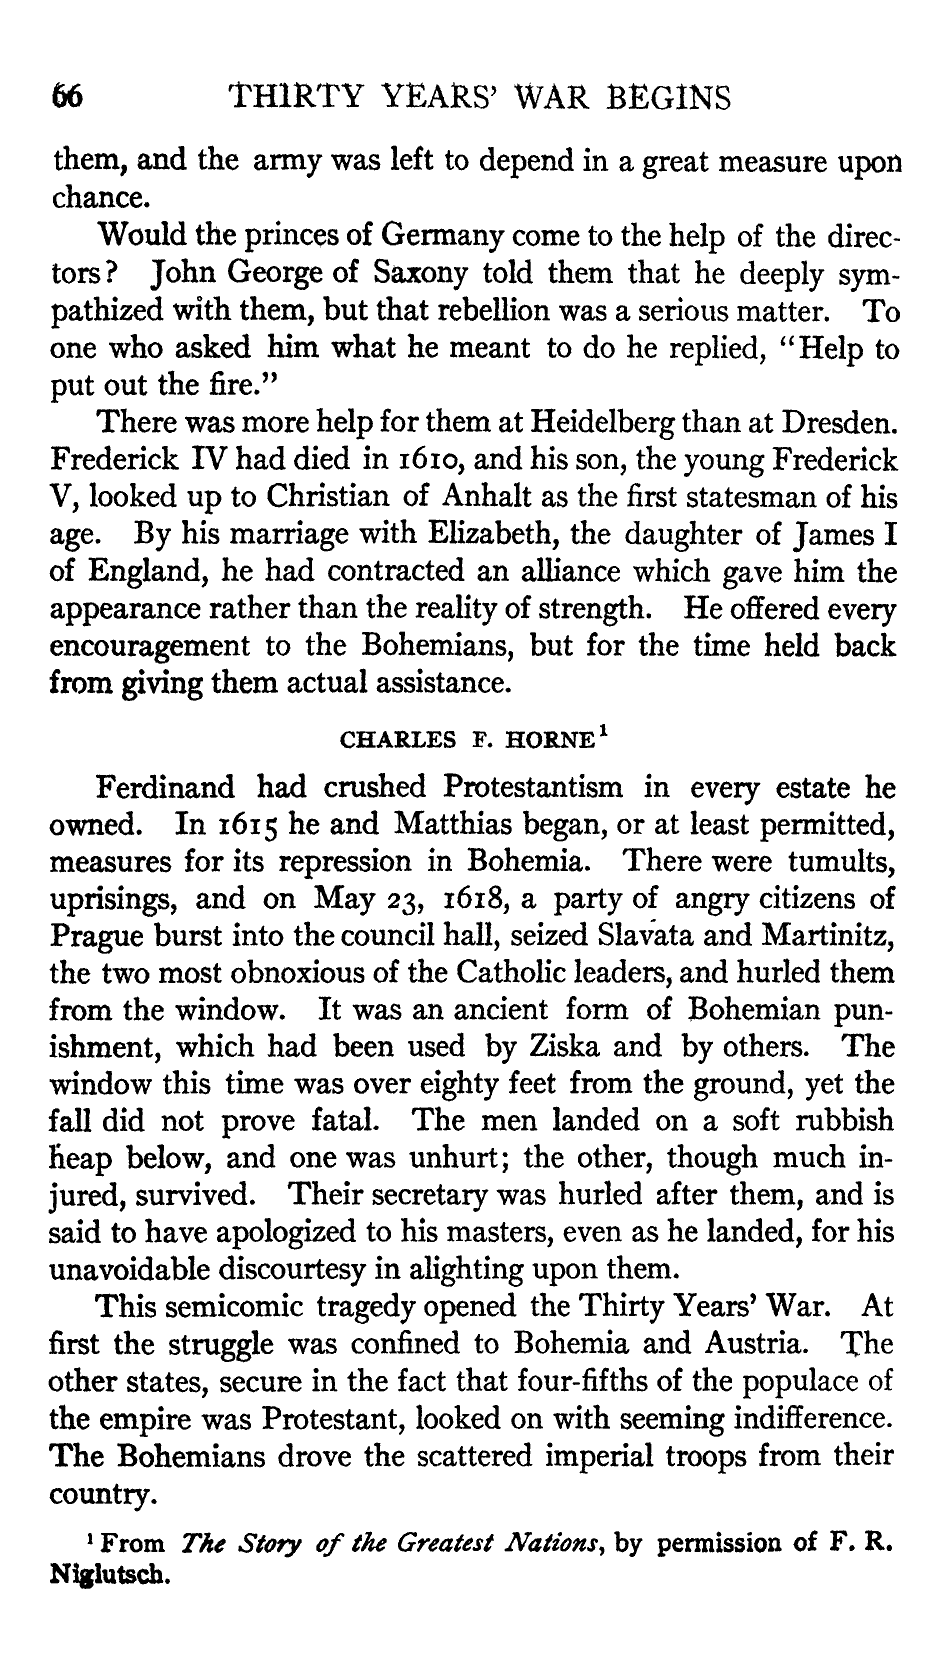 66 THIRTY YEARS' WAR BEGINS
them, and the army was left to depend in a great measure upon
chance.
Would the princes of Germany come to the help of the direc-
tors? John George of Saxony told them that he deeply sym-
pathized with them, but that rebellion was a serious matter. To
one who asked him what he meant to do he replied, "Help to
put out the fire."
There was more help for them at Heidelberg than at Dresden.
Frederick IV had died in 1610, and his son, the young Frederick
V, looked up to Christian of Anhalt as the first statesman of his
age. By his marriage with Elizabeth, the daughter of James I
of England, he had contracted an alliance which gave him the
appearance rather than the reality of strength. He offered every
encouragement to the Bohemians, but for the time held back
from giving them actual assistance.
CHARLES F. HORNE¹
Ferdinand had crushed Protestantism in every estate he
owned. In 1615 he and Matthias began, or at least permitted,
measures for its repression in Bohemia. There were tumults,
uprisings, and on May 23, 1618, a party of angry citizens of
Prague burst into the council hall, seized Slavata and Martinitz,
the two most obnoxious of the Catholic leaders, and hurled them
from the window. It was an ancient form of Bohemian pun-
ishment, which had been used by Ziska and by others. The
window this time was over eighty feet from the ground, yet the
fall did not prove fatal. The men landed on a soft rubbish
heap below, and one was unhurt; the other, though much in-
jured, survived. Their secretary was hurled after them, and is
said to have apologized to his masters, even as he landed, for his
unavoidable discourtesy in alighting upon them.
This semicomic tragedy opened the Thirty Years' War. At
first the struggle was confined to Bohemia and Austria. The
other states, secure in the fact that four-fifths of the populace of
the empire was Protestant, looked on with seeming indifference.
The Bohemians drove the scattered imperial troops from their
country.
¹ From The Story of the Greatest Nations, by permission of F. R.
Niglutsch.